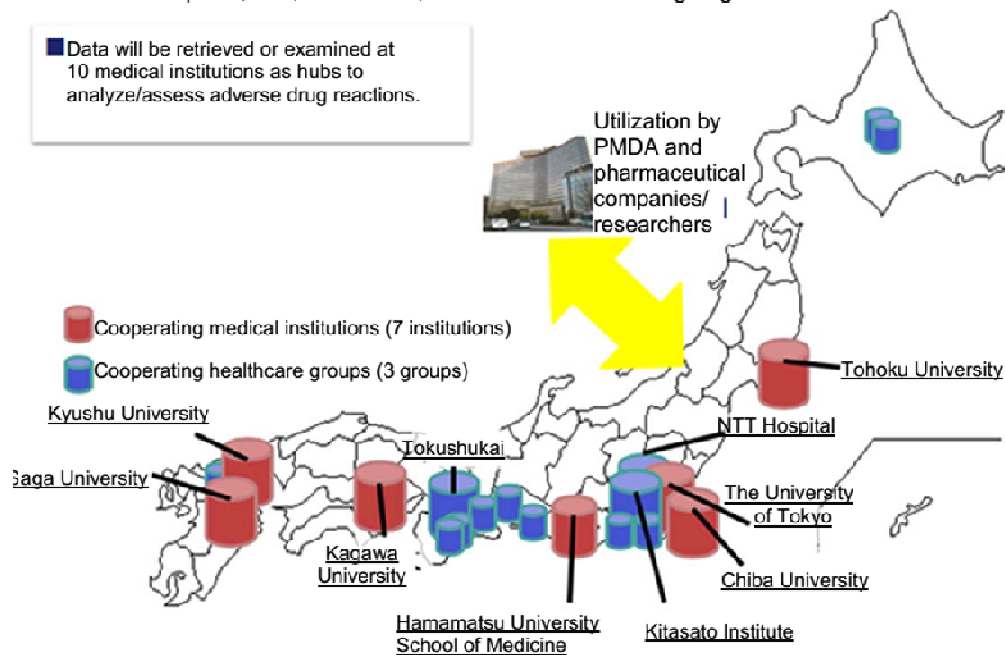 Data will be retrieved or examined at
10 medical institutions as hubs to
analyze/assess adverse drug reactions.
Utilization by
PMDA and
pharmaceutical
companies/
researchers
Cooperating medical institutions (7 institutions)
Cooperating healthcare groups (3 groups)
Tohoku University
Kyushu University
NTT Hospital
Tokushukai
Saga University
The University
of Tokyo
Kagawa
University
Chiba University
Hamamatsu University
School of Medicine
Kitasato Institute